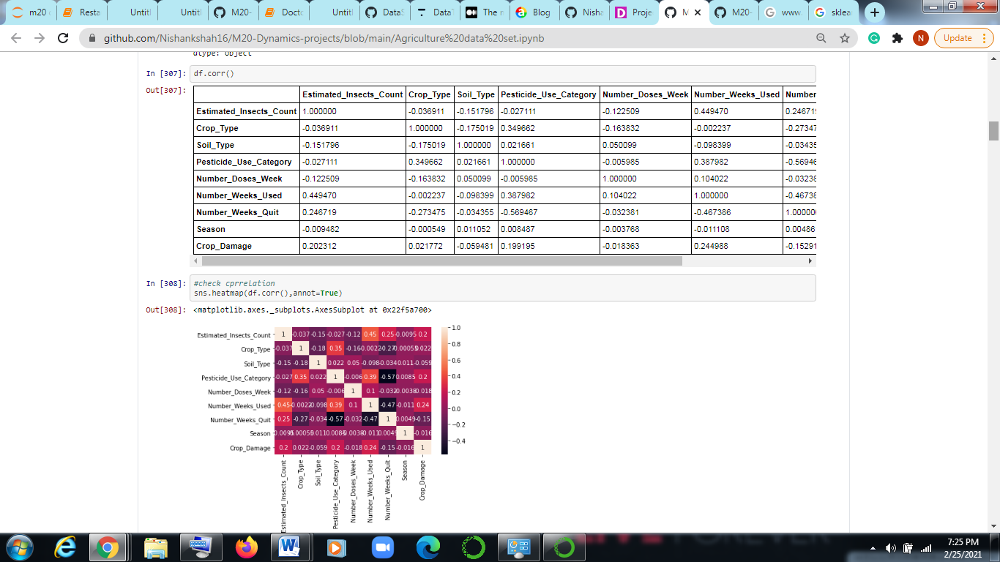 m20 c
Resta
Untitl
Untitl
M20-
Docto
Untitl
DataS
DataT
The m
Blog
Nisha
Proje
M
M20-
www.
sklea
github.com/Nishankshah16/M20-Dynamics-projects/blob/main/Agriculture%20data%20set.ipynb
N
Update
dtype: object
In [307]: df.corr()
Out[307]:
Estimated_Insects_Count Crop_Type Soil_Type Pesticide_Use_Category Number_Doses_Week Number_Weeks_Used Number
Estimated_Insects_Count 1.000000 -0.036911 -0.151796 -0.027111 -0.122509 0.449470 0.246719
Crop_Type -0.036911 1.000000 -0.175019 0.349662 -0.163832 -0.002237 -0.27347
Soil_Type -0.151796 -0.175019 1.000000 0.021661 0.050099 -0.098399 -0.03435
Pesticide_Use_Category -0.027111 0.349662 0.021661 1.000000 -0.005985 0.387982 -0.56946
Number_Doses_Week -0.122509 -0.163832 0.050099 -0.005985 1.000000 0.104022 -0.03238
Number_Weeks_Used 0.449470 -0.002237 -0.098399 0.387982 0.104022 1.000000 -0.46738
Number_Weeks_Quit 0.246719 -0.273475 -0.034355 -0.569467 -0.032381 -0.467386 1.00000
Season -0.009482 -0.000549 0.011052 0.008487 -0.003768 -0.011108 0.00486
Crop_Damage 0.202312 0.021772 -0.059481 0.199195 -0.018363 0.244988 -0.15291
In [308]: #check cprrelation
sns.heatmap(df.corr(),annot=True)
Out[308]: <matplotlib.axes._subplots.AxesSubplot at 0x22f5a700>
Estimated_Insects_Count 1 -0.037 -0.15 -0.027 -0.12 0.45 0.25 -0.0095 0.2
Crop_Type -0.037 1 -0.18 0.35 -0.16 -0.0022 -0.27 -0.00055 0.022
Soil_Type -0.15 -0.18 1 0.022 0.05 -0.098 -0.034 0.011 -0.059
Pesticide_Use_Category -0.027 0.35 0.022 1 -0.006 0.39 -0.57 0.0085 0.2
Number_Doses_Week -0.12 -0.16 0.05 -0.006 1 0.1 -0.032 -0.0038 -0.018
Number_Weeks_Used 0.45 -0.0022 -0.098 0.39 0.1 1 -0.47 -0.011 0.24
Number_Weeks_Quit 0.25 -0.27 -0.034 -0.57 -0.032 -0.47 1 0.0049 -0.15
Season -0.0095 -0.00055 0.011 0.0085 -0.0038 -0.011 0.0049 1 -0.016
Crop_Damage 0.2 0.022 -0.059 0.2 -0.018 0.24 -0.15 -0.016 1
1.0
0.8
0.6
0.4
0.2
0.0
−0.2
−0.4
Estimated_Insects_Count
Crop_Type
Soil_Type
Pesticide_Use_Category
Number_Doses_Week
Number_Weeks_Used
Number_Weeks_Quit
Season
Crop_Damage
7:25 PM
2/25/2021